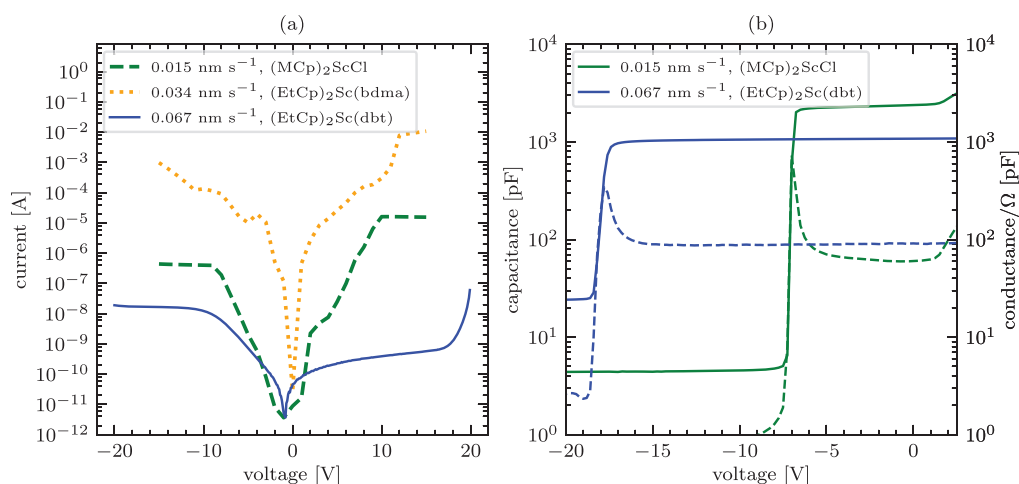 (a)
0.015 nm s⁻¹, (MCp)₂ScCl
0.034 nm s⁻¹, (EtCp)₂Sc(bdma)
0.067 nm s⁻¹, (EtCp)₂Sc(dbt)
current [A]
10⁰
10⁻¹
10⁻²
10⁻³
10⁻⁴
10⁻⁵
10⁻⁶
10⁻⁷
10⁻⁸
10⁻⁹
10⁻¹⁰
10⁻¹¹
10⁻¹²
−20 −10 0 10 20
voltage [V]
(b)
0.015 nm s⁻¹, (MCp)₂ScCl
0.067 nm s⁻¹, (EtCp)₂Sc(dbt)
capacitance [pF]
10⁴
10³
10²
10¹
10⁰
−20 −15 −10 −5 0
voltage [V]
10⁴
10³
10²
10¹
10⁰
conductance/Ω [pF]